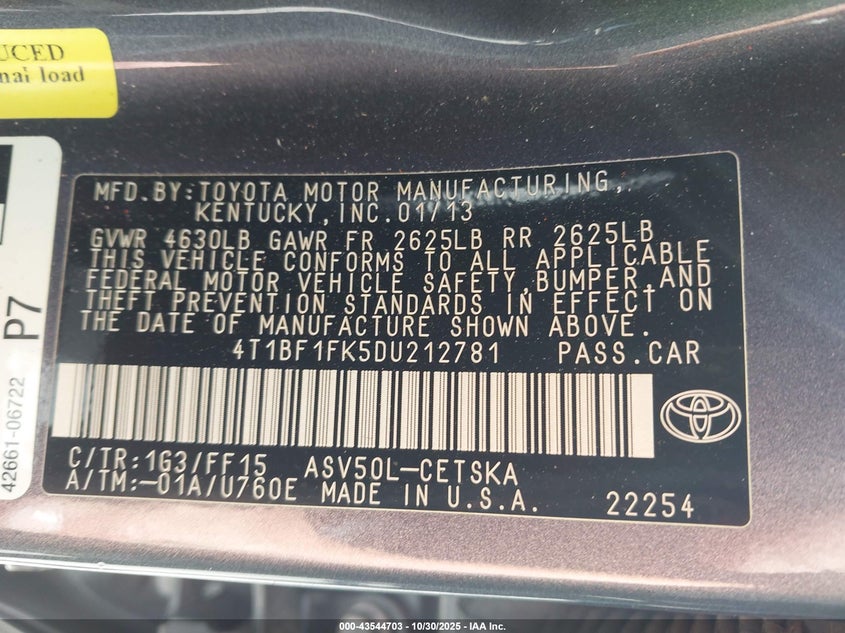 UCED
nai load
P7
42661-06722
MFD.BY:TOYOTA MOTOR MANUFACTURING,
KENTUCKY,INC.01/13
GVWR 4630LB GAWR FR 2625LB RR 2625LB
THIS VEHICLE CONFORMS TO ALL APPLICABLE
FEDERAL MOTOR VEHICLE SAFETY,BUMPER,AND
THEFT PREVENTION STANDARDS IN EFFECT ON
THE DATE OF MANUFACTURE SHOWN ABOVE.
4T1BF1FK5DU212781 PASS.CAR
C/TR:1G3/FF15 ASV50L-CETSKA
A/TM:-01A/U760E MADE IN U.S.A. 22254
000-43544703 - 10/30/2025 - IAA Inc.